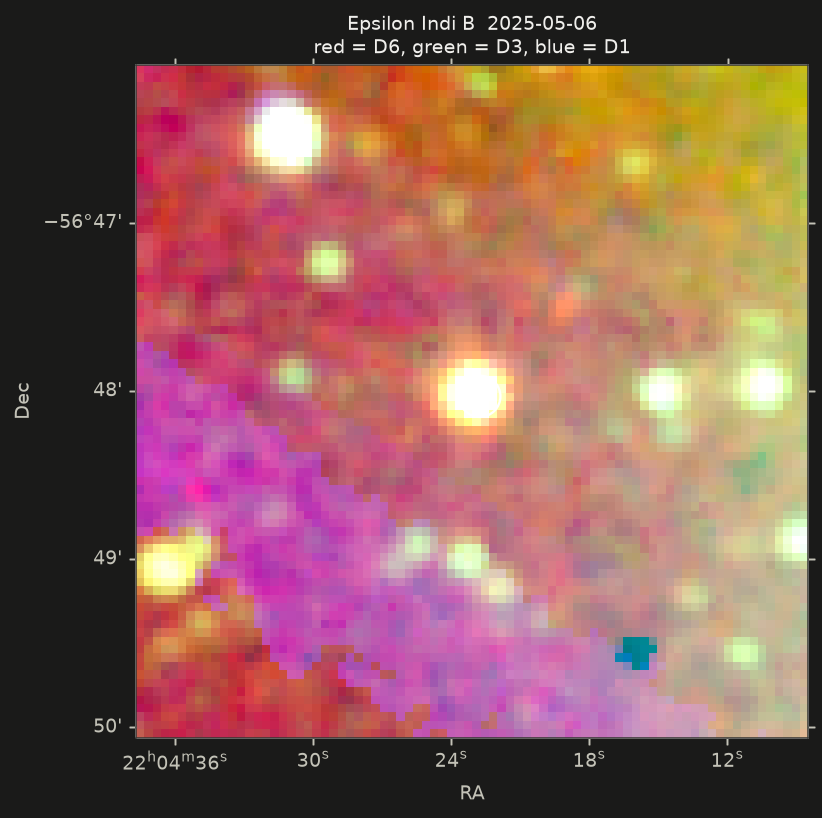 Epsilon Indi B  2025-05-06
red = D6, green = D3, blue = D1
Dec
−56°47'
48'
49'
50'
22ʰ04ᵐ36ˢ 30ˢ 24ˢ 18ˢ 12ˢ
RA